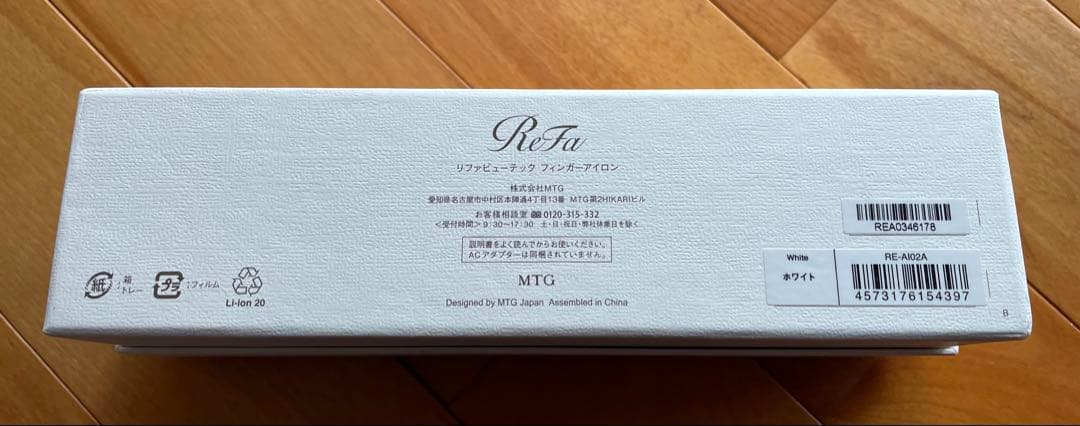 ReFa
リファビューテック フィンガーアイロン
株式会社MTG
愛知県名古屋市中村区本陣通4丁目13番 MTG第2HIKARIビル
お客様相談室 0120-315-332
<受付時間> 9:30~17:30 土・日・祝日・弊社休業日を除く
説明書をよく読んでからお使いください。
ACアダプターは同梱されていません。
MTG
Designed by MTG Japan Assembled in China
紙 :箱
トレー
プラ :フィルム
Li-ion 20
REA0346178
White
ホワイト
RE-AI02A
4573176154397
B